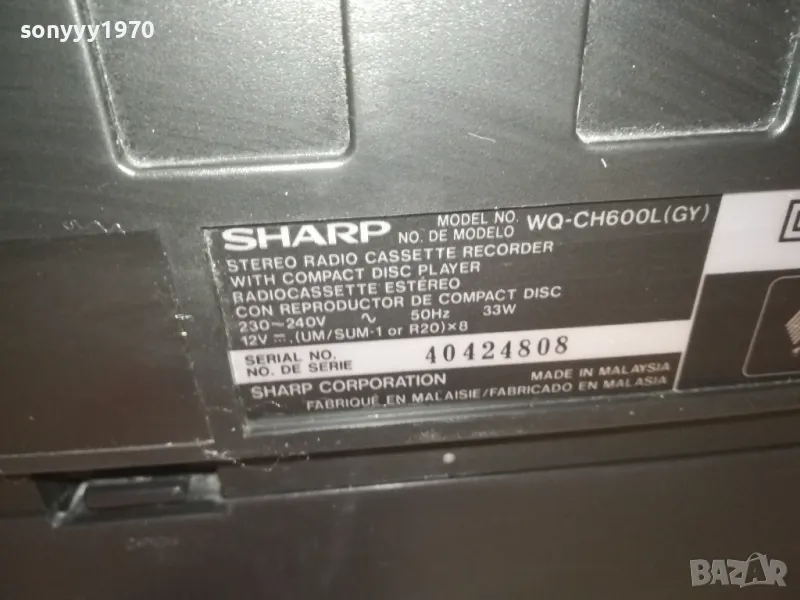 sonyyy1970
SHARP MODEL NO. WQ-CH600L(GY)
NO. DE MODELO
STEREO RADIO CASSETTE RECORDER
WITH COMPACT DISC PLAYER
RADIOCASSETTE ESTÉREO
CON REPRODUCTOR DE COMPACT DISC
230~240V ∿ 50Hz 33W
12V ⎓ (UM/SUM-1 or R20)×8
SERIAL NO. 40424808
NO. DE SERIE
SHARP CORPORATION MADE IN MALAYSIA
FABRIQUÉ EN MALAISIE/FABRICADO EN MALASIA
BAZAR